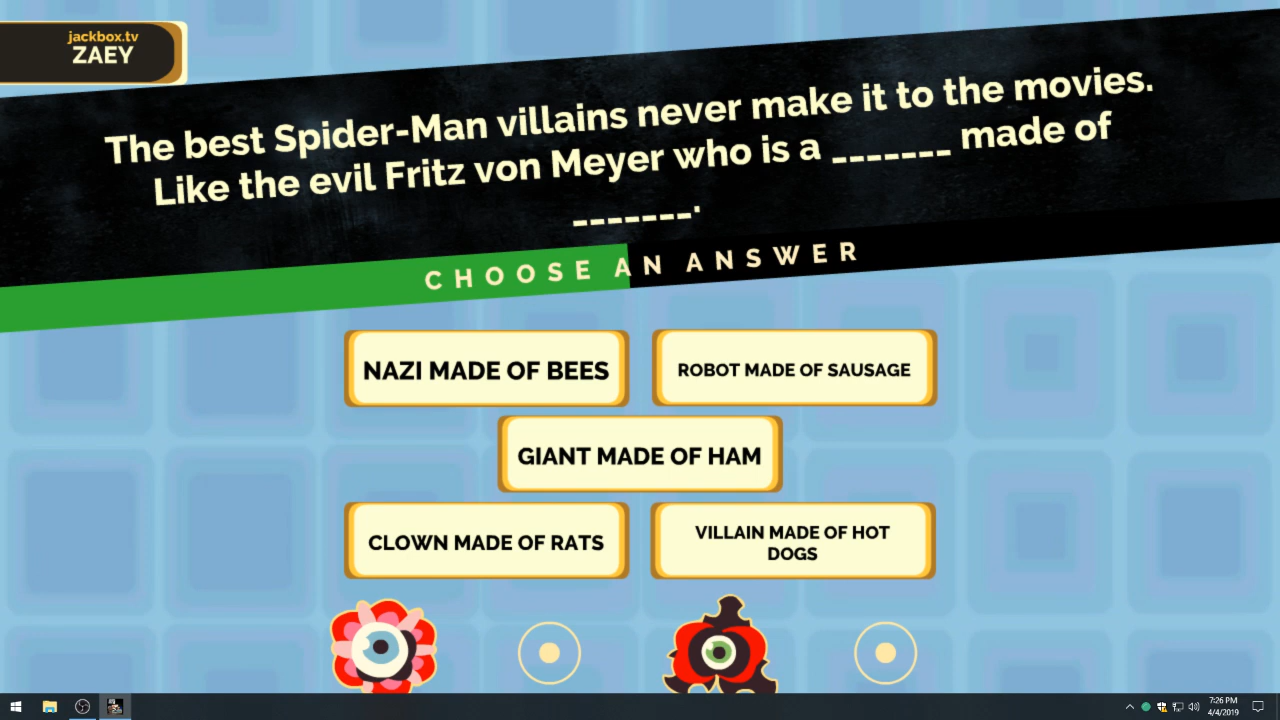 jackbox.tv
ZAEY
The best Spider-Man villains never make it to the movies.
Like the evil Fritz von Meyer who is a _______ made of
_______.
CHOOSE AN ANSWER
NAZI MADE OF BEES
ROBOT MADE OF SAUSAGE
GIANT MADE OF HAM
CLOWN MADE OF RATS
VILLAIN MADE OF HOT
DOGS
7:26 PM
4/4/2019